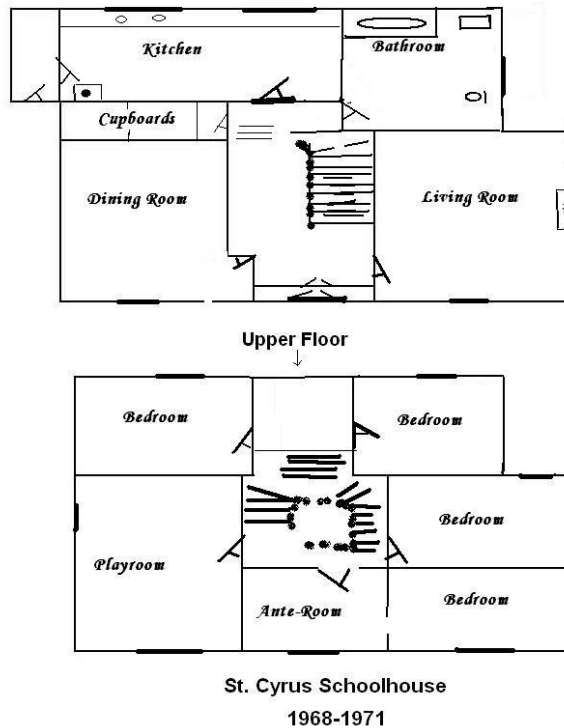 Kitchen
Bathroom
Cupboards
Dining Room
Living Room
Upper Floor
Bedroom
Bedroom
Playroom
Bedroom
Ante-Room
Bedroom
St. Cyrus Schoolhouse
1968-1971